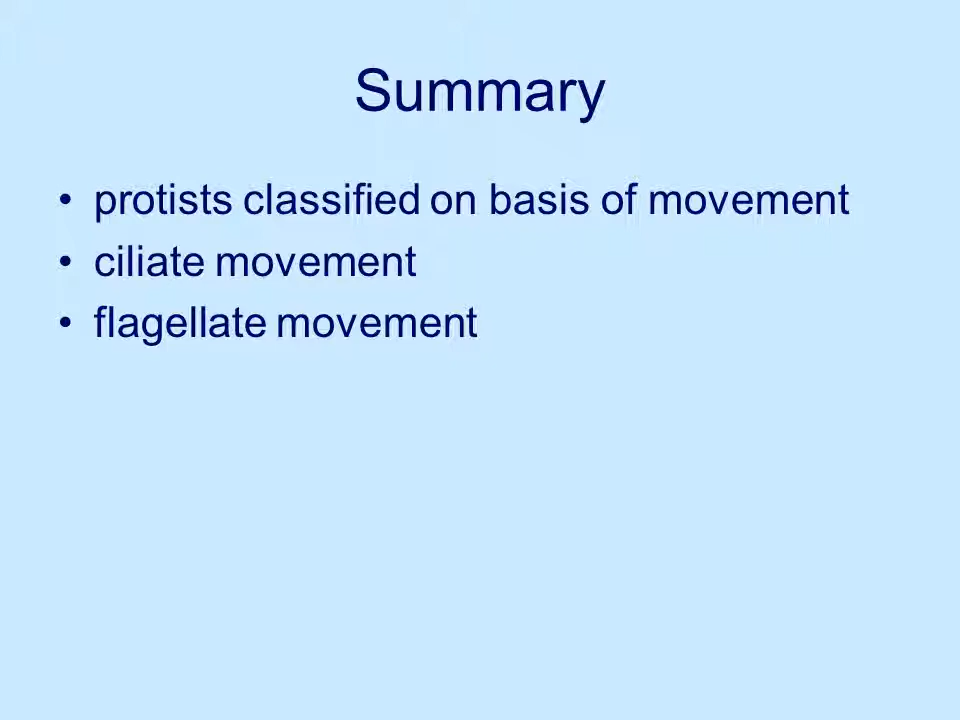 Summary
• protists classified on basis of movement
• ciliate movement
• flagellate movement